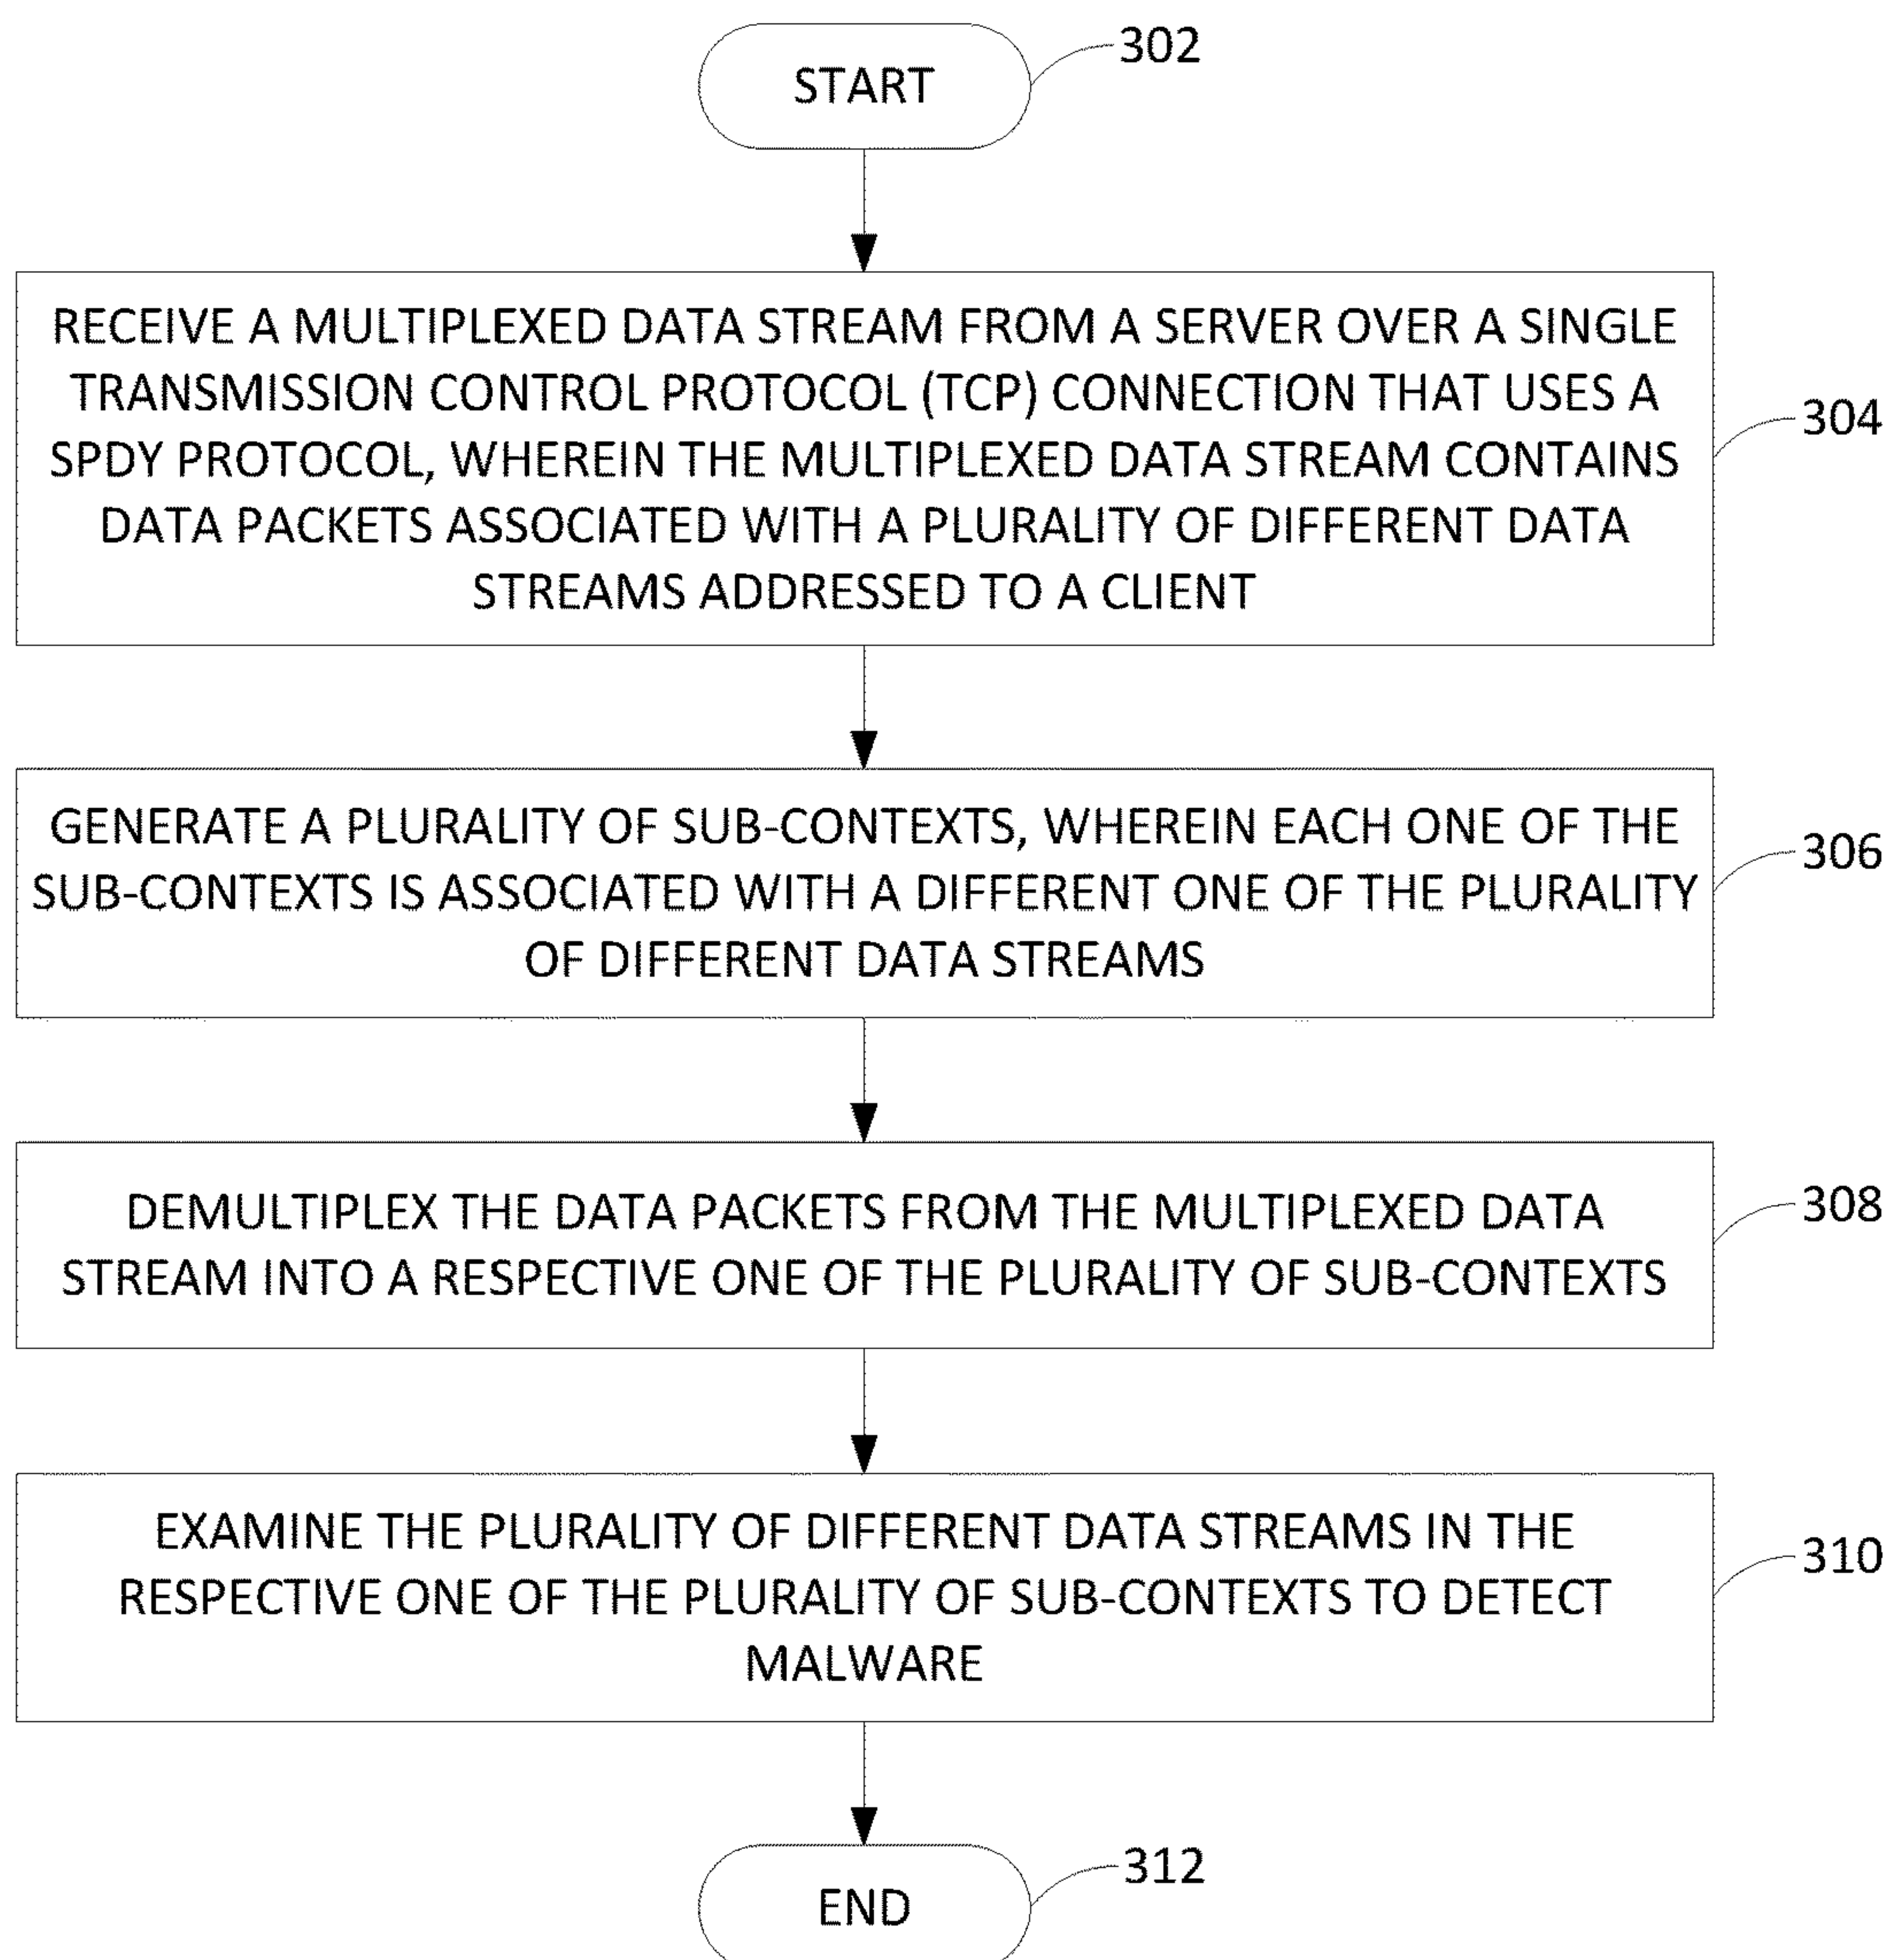 START
302
RECEIVE A MULTIPLEXED DATA STREAM FROM A SERVER OVER A SINGLE
TRANSMISSION CONTROL PROTOCOL (TCP) CONNECTION THAT USES A
SPDY PROTOCOL, WHEREIN THE MULTIPLEXED DATA STREAM CONTAINS
DATA PACKETS ASSOCIATED WITH A PLURALITY OF DIFFERENT DATA
STREAMS ADDRESSED TO A CLIENT
304
GENERATE A PLURALITY OF SUB-CONTEXTS, WHEREIN EACH ONE OF THE
SUB-CONTEXTS IS ASSOCIATED WITH A DIFFERENT ONE OF THE PLURALITY
OF DIFFERENT DATA STREAMS
306
DEMULTIPLEX THE DATA PACKETS FROM THE MULTIPLEXED DATA
STREAM INTO A RESPECTIVE ONE OF THE PLURALITY OF SUB-CONTEXTS
308
EXAMINE THE PLURALITY OF DIFFERENT DATA STREAMS IN THE
RESPECTIVE ONE OF THE PLURALITY OF SUB-CONTEXTS TO DETECT
MALWARE
310
END
312